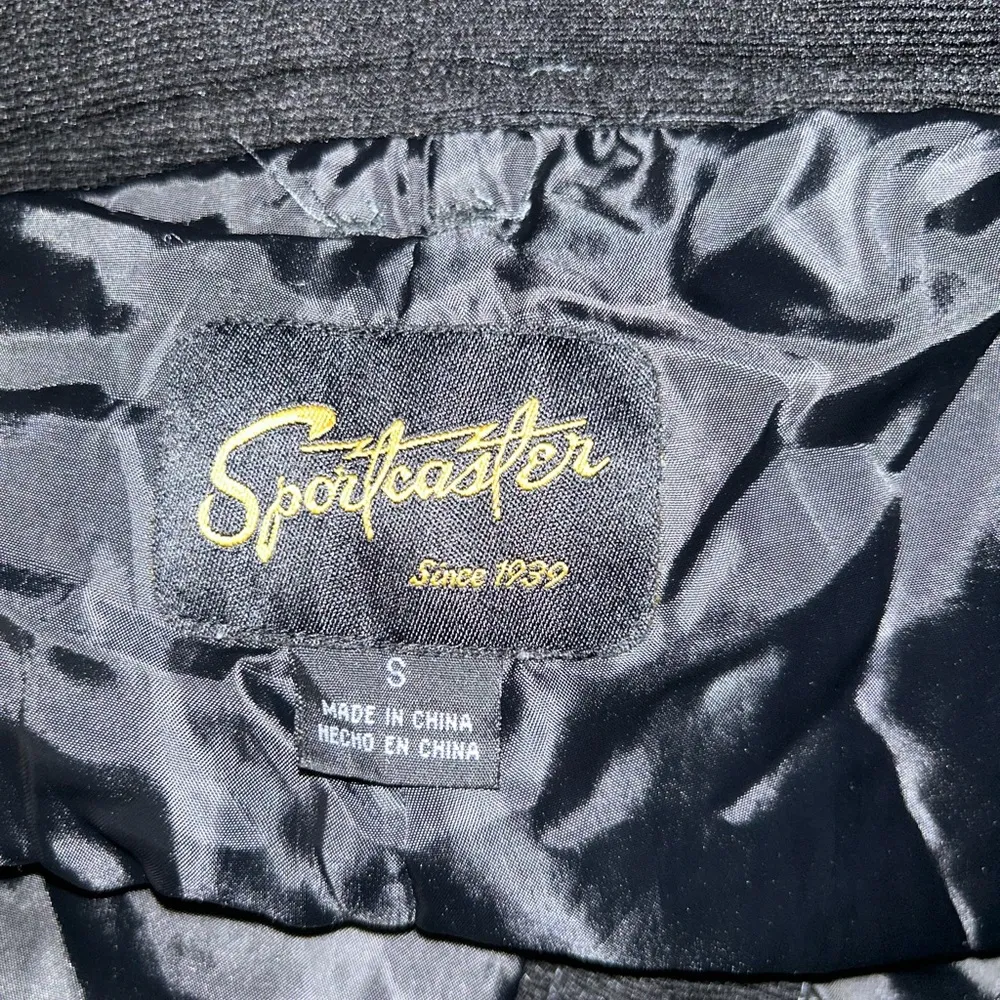 Sportcaster
Since 1939
S
MADE IN CHINA
HECHO EN CHINA